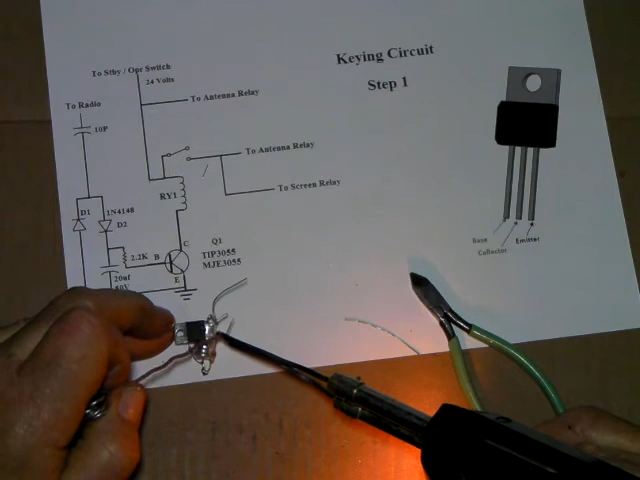 Keying Circuit
Step 1
To Stby / Opr Switch
24 Volts
To Antenna Relay
To Radio
10P
To Antenna Relay
To Screen Relay
RY1
D1
1N4148
D2
2.2K
B
C
E
Q1
TIP3055
MJE3055
20uf
50V
Base
Collector
Emitter